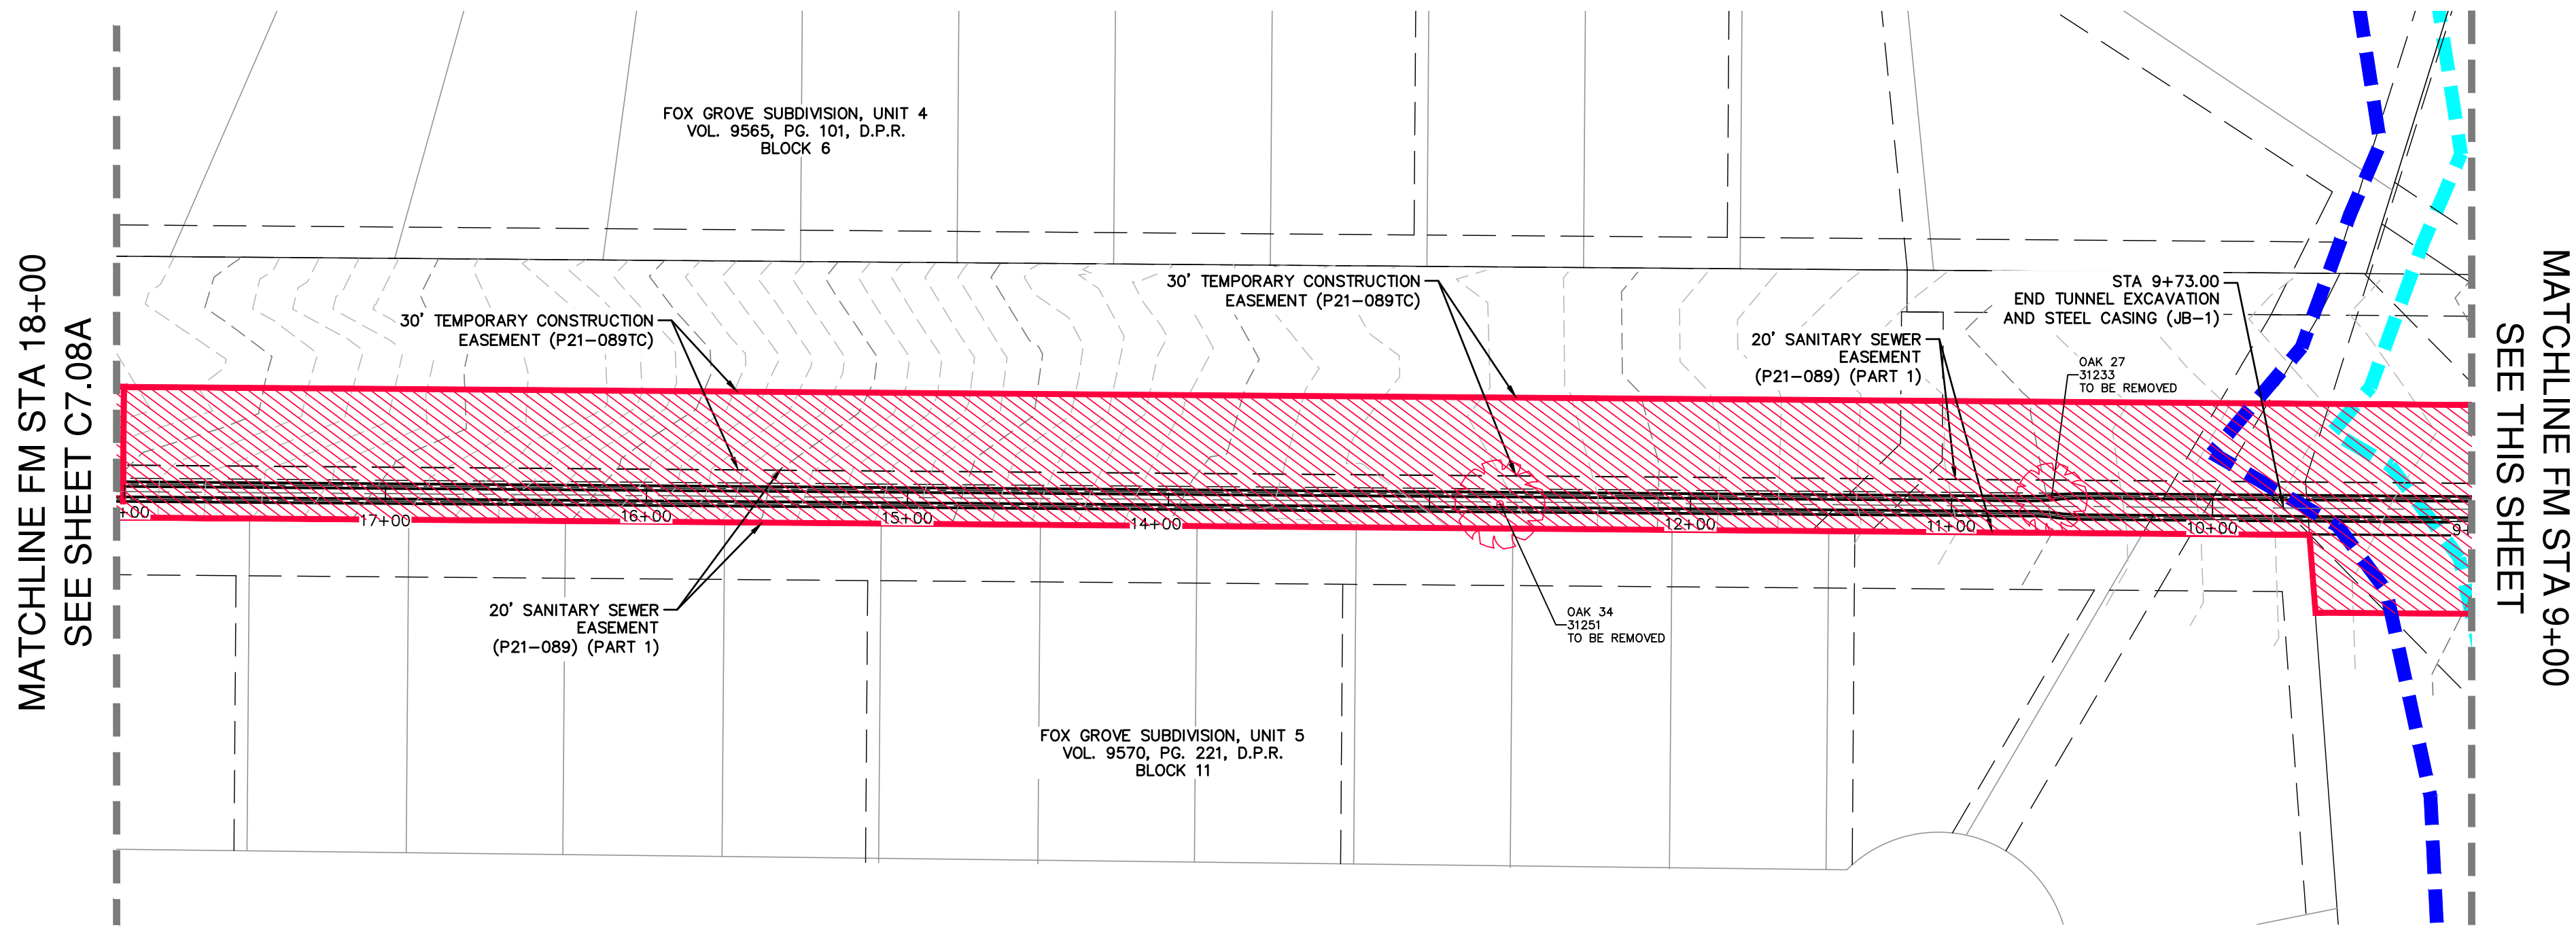 MATCHLINE FM STA 18+00
SEE SHEET C7.08A
FOX GROVE SUBDIVISION, UNIT 4
VOL. 9565, PG. 101, D.P.R.
BLOCK 6
30' TEMPORARY CONSTRUCTION
EASEMENT (P21-089TC)
30' TEMPORARY CONSTRUCTION
EASEMENT (P21-089TC)
STA 9+73.00
END TUNNEL EXCAVATION
AND STEEL CASING (JB-1)
20' SANITARY SEWER
EASEMENT
(P21-089) (PART 1)
OAK 27
31233
TO BE REMOVED
+00
17+00
16+00
15+00
14+00
12+00
11+00
10+00
9
20' SANITARY SEWER
EASEMENT
(P21-089) (PART 1)
OAK 34
31251
TO BE REMOVED
FOX GROVE SUBDIVISION, UNIT 5
VOL. 9570, PG. 221, D.P.R.
BLOCK 11
MATCHLINE FM STA 9+00
SEE THIS SHEET